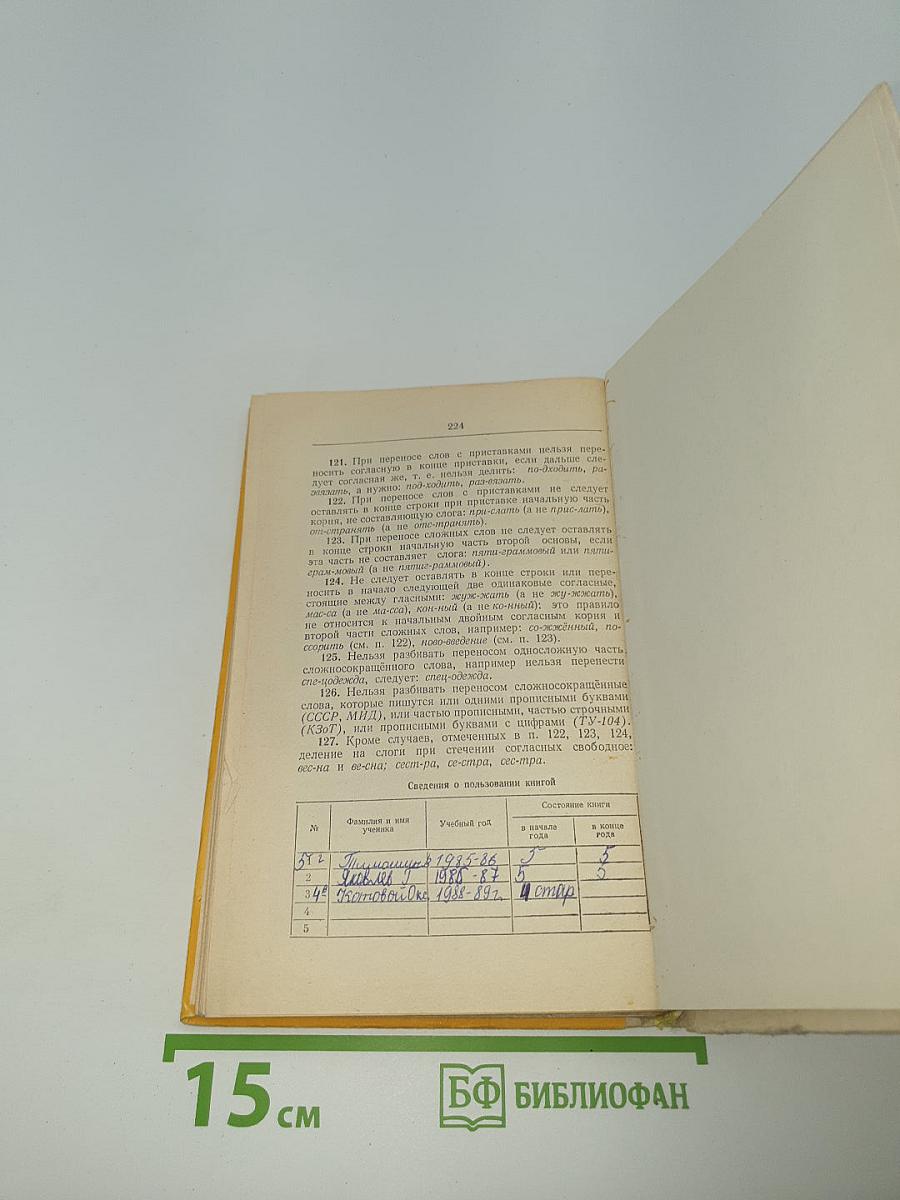 224
121. При переносе слов с приставками нельзя пере-
носить согласную в конце приставки, если дальше сле-
дует согласная же, т. е. нельзя делить: по-дходить, ра-
звязать, а нужно: под-ходить, раз-вязать.
122. При переносе слов с приставками не следует
оставлять в конце строки при приставке начальную часть
корня, не составляющую слога: при-слать (а не прис-лать),
от-странять (а не отс-транять).
123. При переносе сложных слов не следует оставлять
в конце строки начальную часть второй основы, если
эта часть не составляет слога: пяти-граммовый или пяти-
грам-мовый (а не пятиг-раммовый).
124. Не следует оставлять в конце строки или пере-
носить в начало следующей две одинаковые согласные,
стоящие между гласными: жуж-жать (а не жу-жжать),
мас-са (а не ма-сса), кон-ный (а не ко-нный): это правило
не относится к начальным двойным согласным корня и
второй части сложных слов, например: со-жжённый, по-
ссорить (см. п. 122), ново-введение (см. п. 123).
125. Нельзя разбивать переносом односложную часть
сложносокращённого слова, например нельзя перенести
спе-цодежда, следует: спец-одежда.
126. Нельзя разбивать переносом сложносокращённые
слова, которые пишутся или одними прописными буквами
(СССР, МИД), или частью прописными, частью строчными
(КЗоТ), или прописными буквами с цифрами (ТУ-104).
127. Кроме случаев, отмеченных в п. 122, 123, 124,
деление на слоги при стечении согласных свободное:
вес-на и ве-сна; сест-ра, се-стра, сес-тра.
Сведения о пользовании книгой
№ Фамилия и имя ученика Учебный год Состояние книги
в начале года в конце года
1985-86 5 5
2 Яковлев Г 1986-87 5 5
3 4в Котовой Окс 1988-89 г. 4 стар
4
5
15 см
БФ БИБЛИОФАН